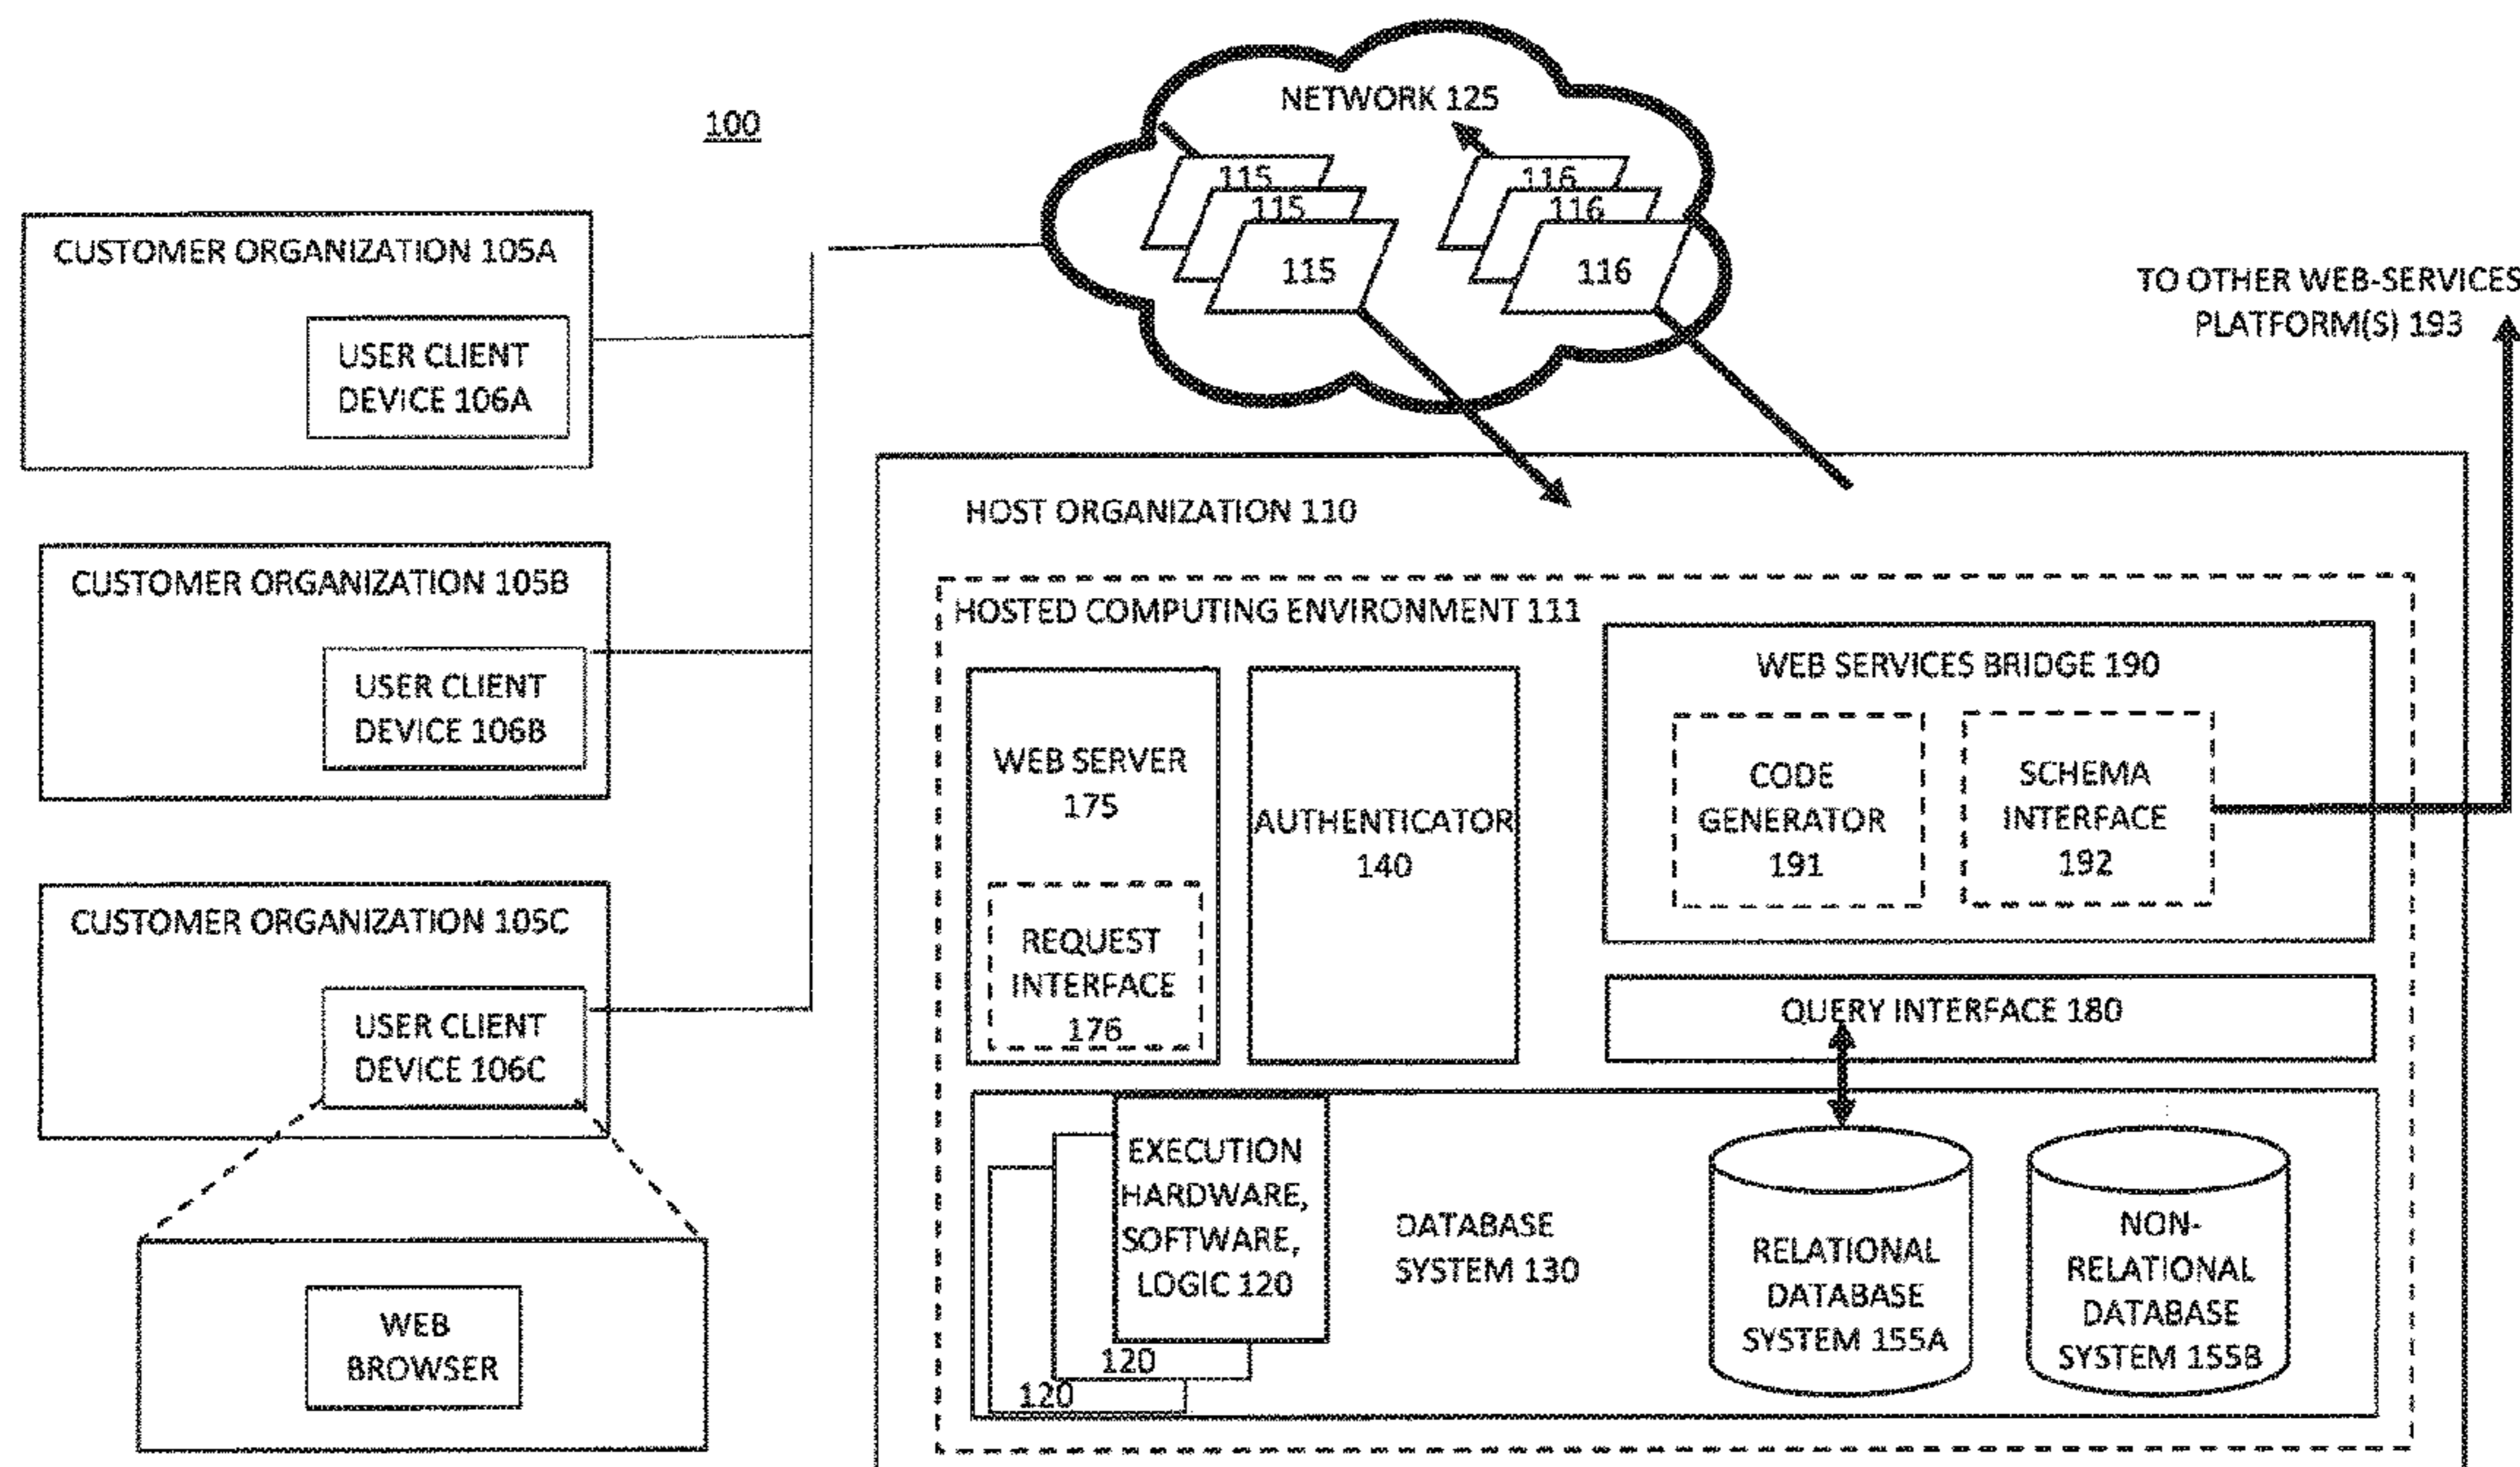 100
NETWORK 125
115
115
115
116
116
116
TO OTHER WEB-SERVICES
PLATFORM(S) 193
CUSTOMER ORGANIZATION 105A
USER CLIENT
DEVICE 106A
CUSTOMER ORGANIZATION 105B
USER CLIENT
DEVICE 106B
CUSTOMER ORGANIZATION 105C
USER CLIENT
DEVICE 106C
WEB
BROWSER
HOST ORGANIZATION 110
HOSTED COMPUTING ENVIRONMENT 111
WEB SERVER
175
REQUEST
INTERFACE
176
AUTHENTICATOR
140
WEB SERVICES BRIDGE 190
CODE
GENERATOR
191
SCHEMA
INTERFACE
192
QUERY INTERFACE 180
EXECUTION
HARDWARE,
SOFTWARE,
LOGIC 120
120
120
DATABASE
SYSTEM 130
RELATIONAL
DATABASE
SYSTEM 155A
NON-
RELATIONAL
DATABASE
SYSTEM 155B